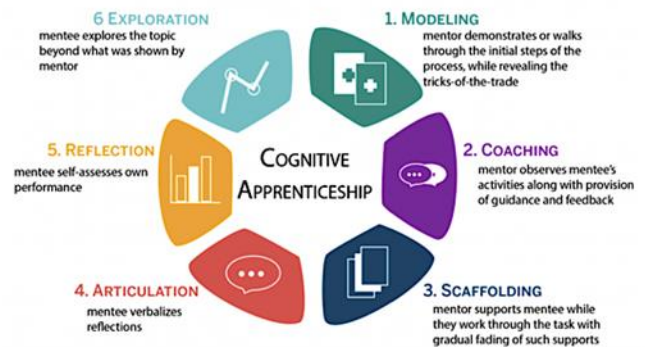 1. MODELING
mentor demonstrates or walks
through the initial steps of the
process, while revealing the
tricks-of-the-trade
2. COACHING
mentor observes mentee's
activities along with provision
of guidance and feedback
3. SCAFFOLDING
mentor supports mentee while
they work through the task with
gradual fading of such supports
4. ARTICULATION
mentee verbalizes
reflections
5. REFLECTION
mentee self-assesses own
performance
6 EXPLORATION
mentee explores the topic
beyond what was shown by
mentor
COGNITIVE
APPRENTICESHIP